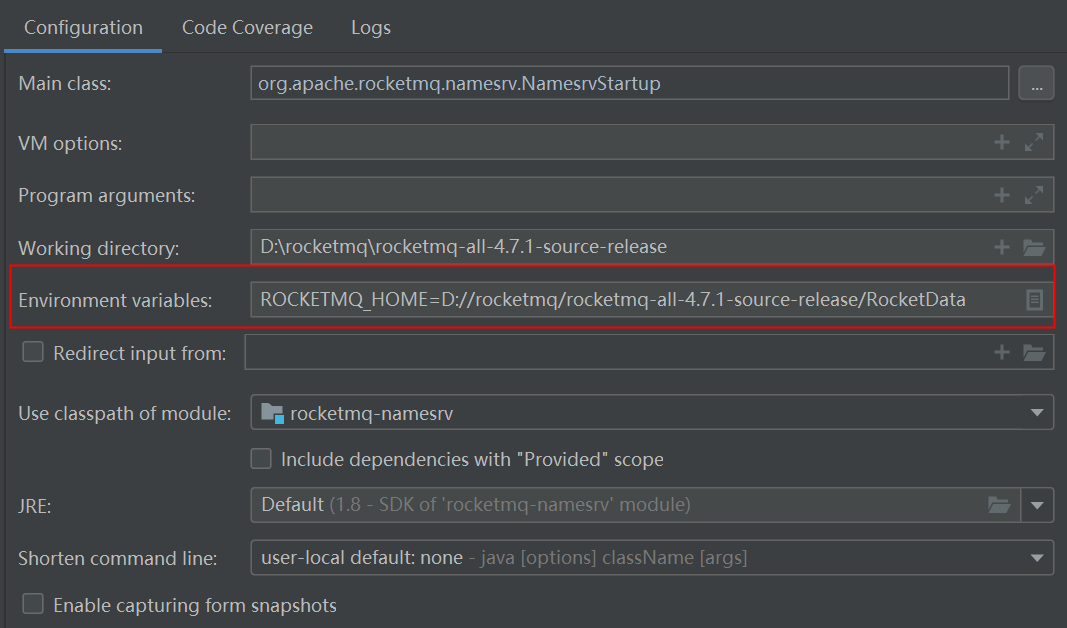 Configuration Code Coverage Logs
Main class: org.apache.rocketmq.namesrv.NamesrvStartup ...
VM options:
Program arguments:
Working directory: D:\rocketmq\rocketmq-all-4.7.1-source-release
Environment variables: ROCKETMQ_HOME=D://rocketmq/rocketmq-all-4.7.1-source-release/RocketData
Redirect input from:
Use classpath of module: rocketmq-namesrv
Include dependencies with "Provided" scope
JRE: Default (1.8 - SDK of 'rocketmq-namesrv' module)
Shorten command line: user-local default: none - java [options] className [args]
Enable capturing form snapshots